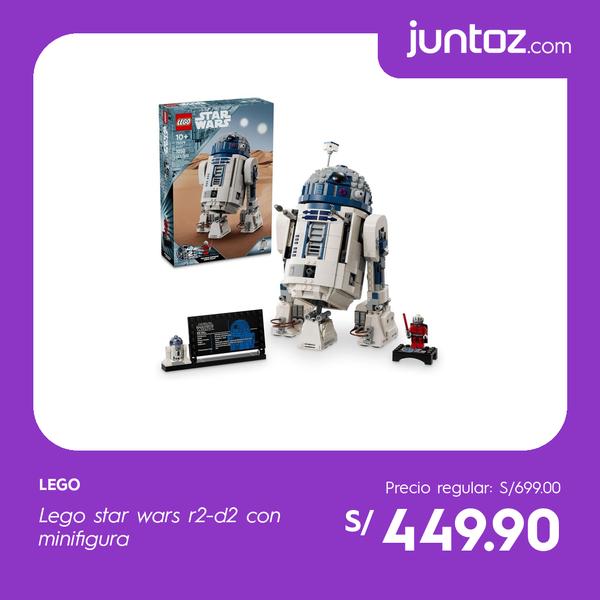 juntoz.com
LEGO
STAR
WARS
10+
LEGO
Precio regular: S/699.00
Lego star wars r2-d2 con
minifigura
S/ 449.90